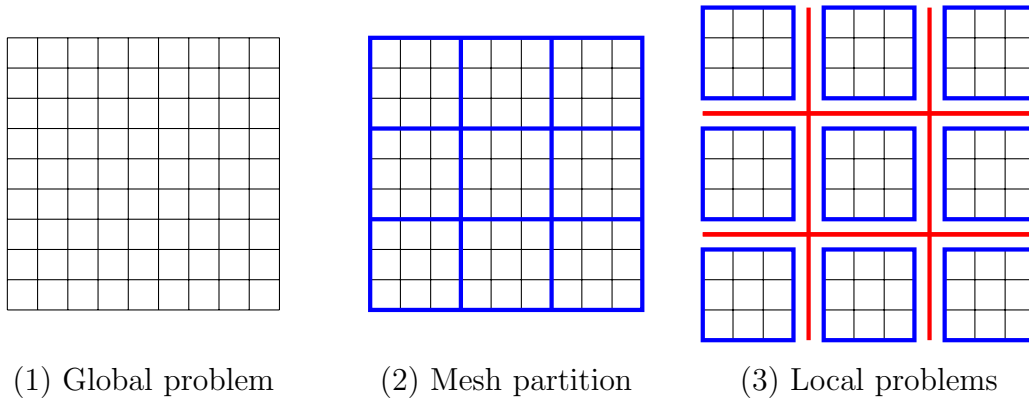 (1) Global problem
(2) Mesh partition
(3) Local problems